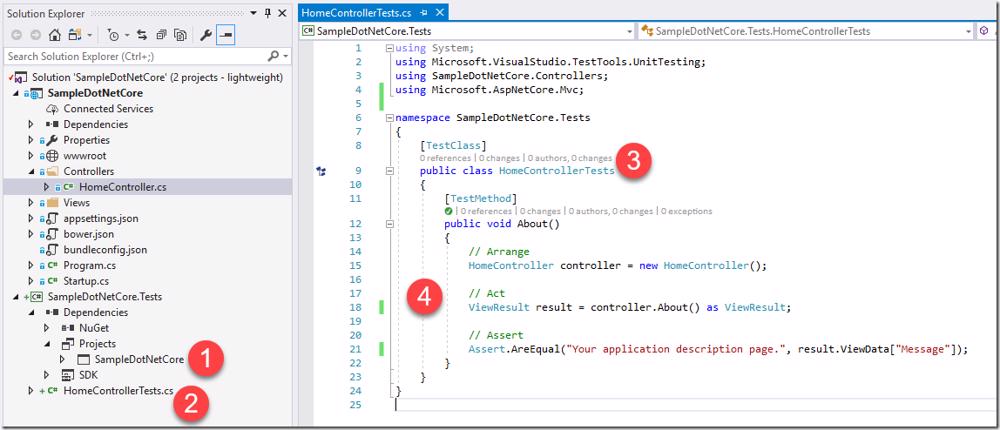 Solution Explorer
Search Solution Explorer (Ctrl+;)
Solution 'SampleDotNetCore' (2 projects - lightweight)
SampleDotNetCore
Connected Services
Dependencies
Properties
wwwroot
Controllers
HomeController.cs
Views
appsettings.json
bower.json
bundleconfig.json
Program.cs
Startup.cs
SampleDotNetCore.Tests
Dependencies
NuGet
Projects
SampleDotNetCore
1
SDK
HomeControllerTests.cs
2
HomeControllerTests.cs
SampleDotNetCore.Tests
SampleDotNetCore.Tests.HomeControllerTests
1 using System;
2 using Microsoft.VisualStudio.TestTools.UnitTesting;
3 using SampleDotNetCore.Controllers;
4 using Microsoft.AspNetCore.Mvc;
5
6 namespace SampleDotNetCore.Tests
7 {
8 [TestClass]
0 references | 0 changes | 0 authors, 0 changes
3
9 public class HomeControllerTests
10 {
11 [TestMethod]
| 0 references | 0 changes | 0 authors, 0 changes | 0 exceptions
12 public void About()
13 {
14 // Arrange
15 HomeController controller = new HomeController();
16
17 // Act
4
18 ViewResult result = controller.About() as ViewResult;
19
20 // Assert
21 Assert.AreEqual("Your application description page.", result.ViewData["Message"]);
22 }
23 }
24 }
25